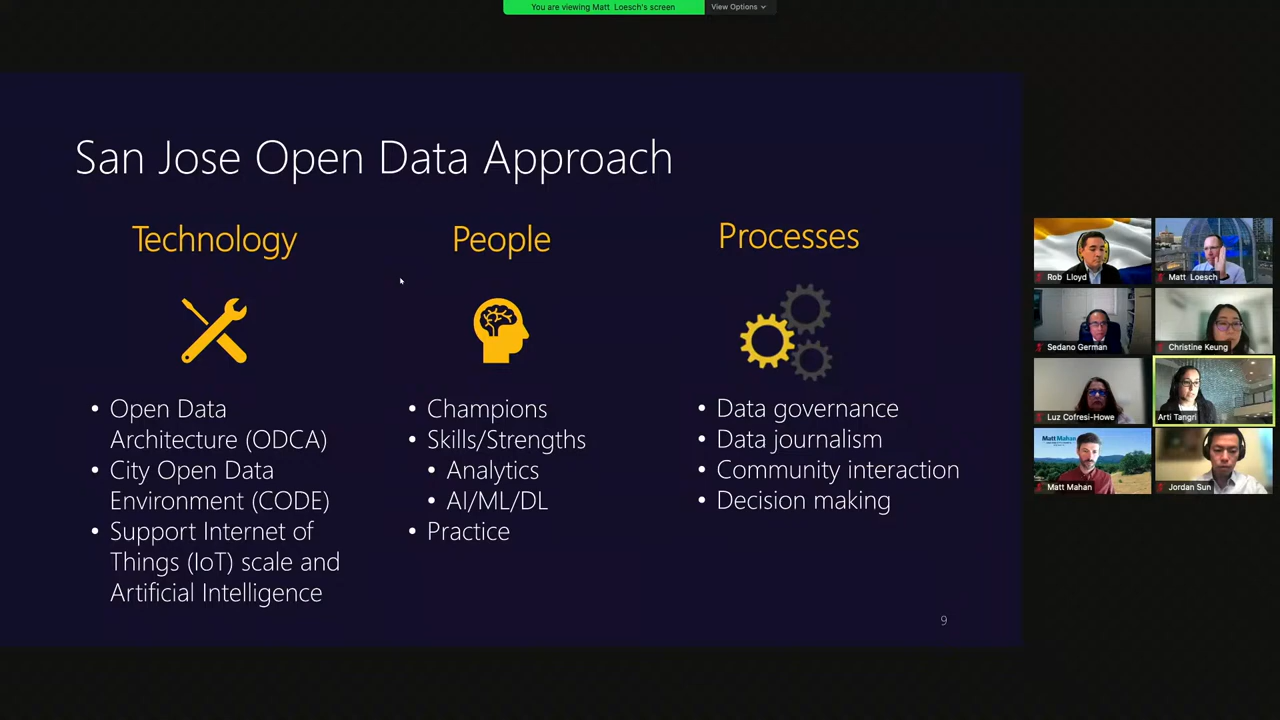 You are viewing Matt Loesch's screen
View Options
San Jose Open Data Approach
Technology
• Open Data
Architecture (ODCA)
• City Open Data
Environment (CODE)
• Support Internet of
Things (IoT) scale and
Artificial Intelligence
People
• Champions
• Skills/Strengths
• Analytics
• AI/ML/DL
• Practice
Processes
• Data governance
• Data journalism
• Community interaction
• Decision making
9
Rob Lloyd
Matt Loesch
Sedano German
Christine Keung
Luz Cofresi-Howe
Arti Tangri
Matt Mahan
Matt Mahan
Jordan Sun